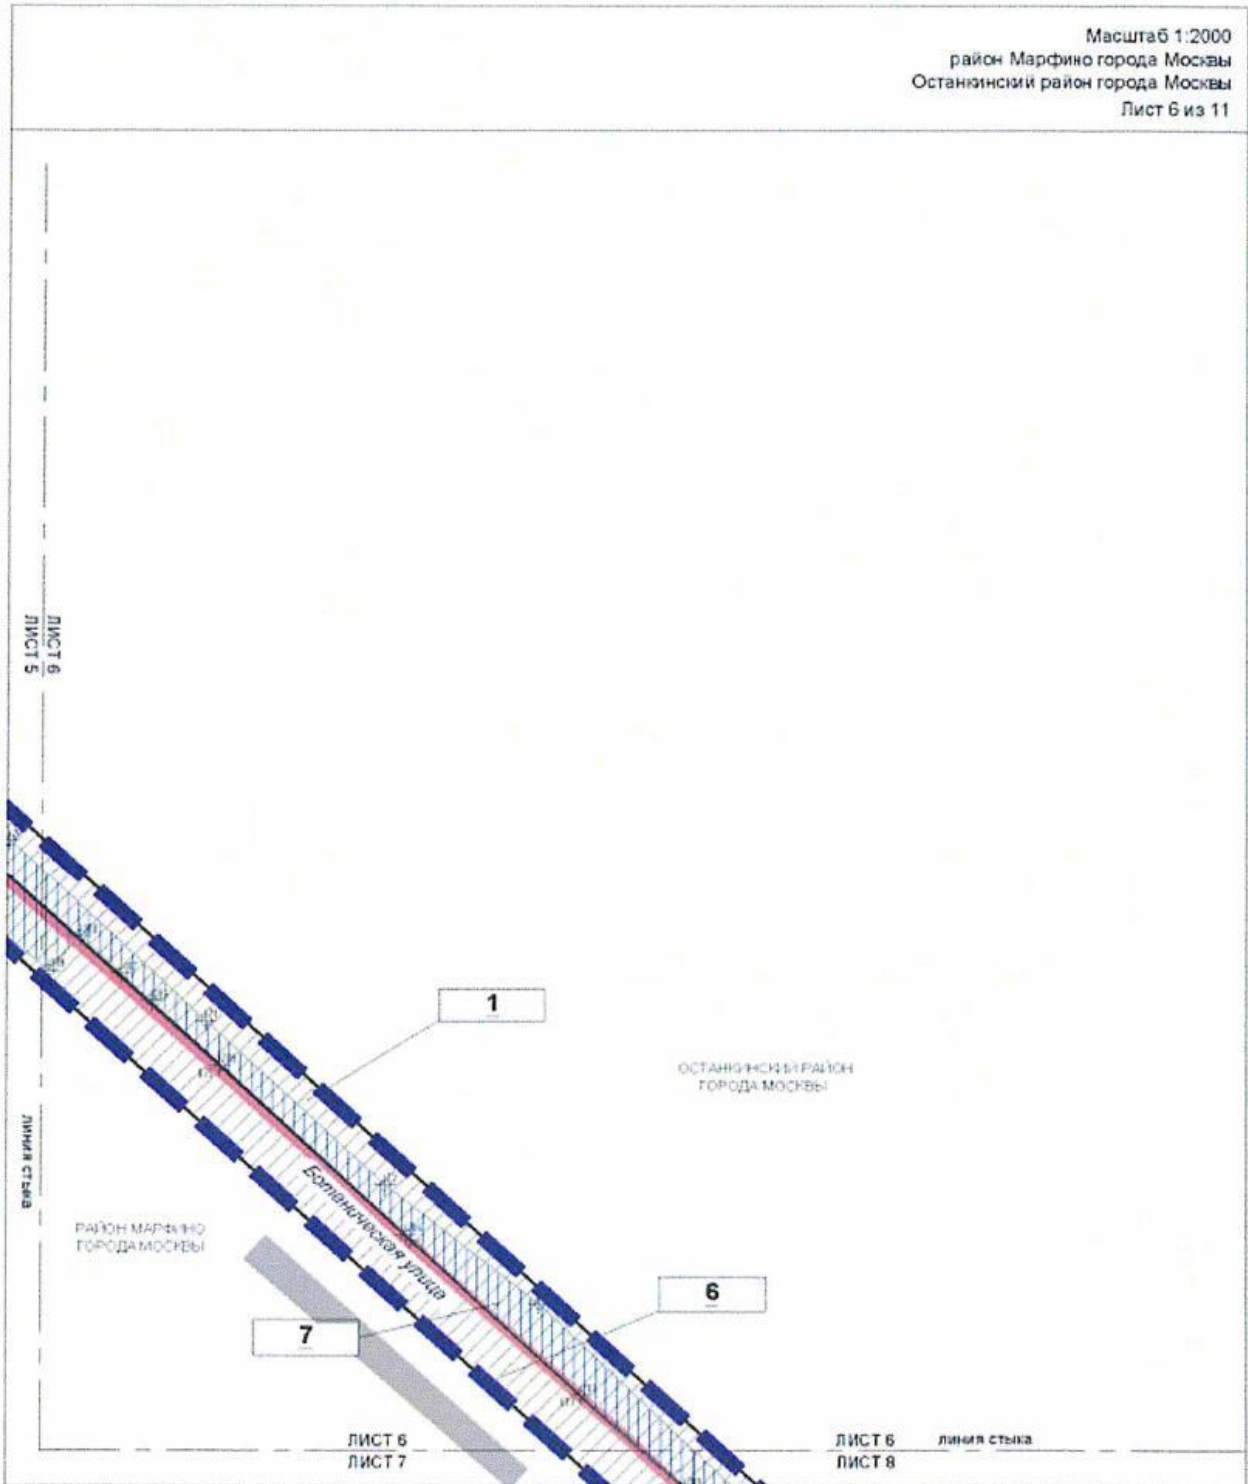 Масштаб 1:2000
район Марфино города Москвы
Останкинский район города Москвы
Лист 6 из 11
ЛИСТ 6
ЛИСТ 5
1
ОСТАНКИНСКИЙ РАЙОН
ГОРОДА МОСКВЫ
линия стыка
Ботаническая улица
РАЙОН МАРФИНО
ГОРОДА МОСКВЫ
6
7
ЛИСТ 6
ЛИСТ 7
ЛИСТ 6
линия стыка
ЛИСТ 8